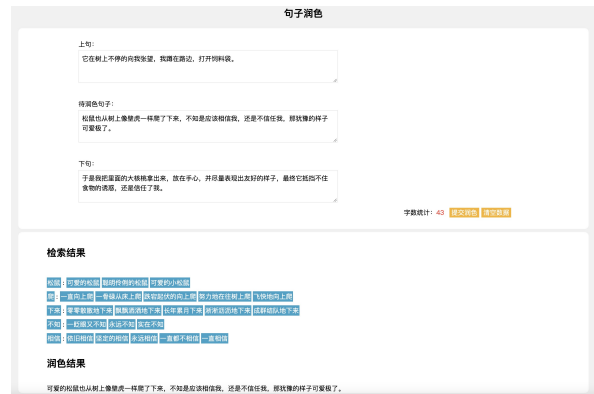 句子润色
上句：
它在树上不停的向我张望，我蹲在路边，打开饲料袋。
待润色句子：
松鼠也从树上像壁虎一样爬了下来，不知是应该相信我，还是不信任我，那犹豫的样子
可爱极了。
下句：
于是我把里面的大核桃拿出来，放在手心，并尽量表现出友好的样子，最终它抵挡不住
食物的诱惑，还是信任了我。
字数统计：43 提交润色 清空数据
检索结果
松鼠：可爱的松鼠 聪明伶俐的松鼠 可爱的小松鼠
爬：一直向上爬 一骨碌从床上爬 跌宕起伏的向上爬 努力地在往树上爬 飞快地向上爬
下来：零零散散地下来 飘飘洒洒地下来 长年累月下来 淅淅沥沥地下来 成群结队地下来
不知：一眨眼又不知 永远不知 实在不知
相信：依旧相信 坚定的相信 永远相信 一直都不相信 一直相信
润色结果
可爱的松鼠也从树上像壁虎一样爬了下来，不知是应该相信我，还是不信任我，那犹豫的样子可爱极了。